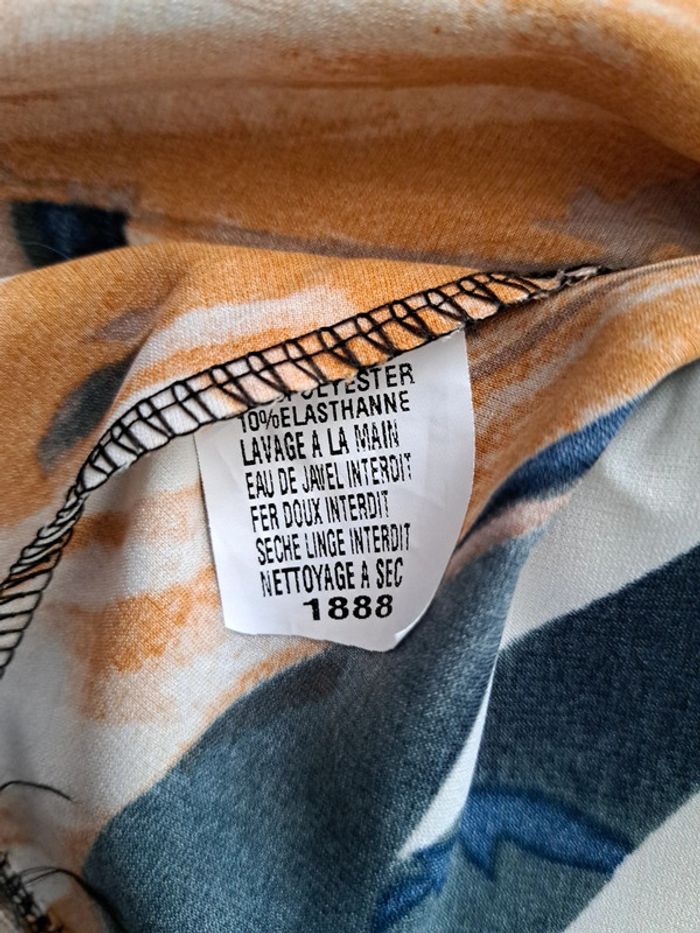 POLYESTER
10%ELASTHANNE
LAVAGE A LA MAIN
EAU DE JAVEL INTERDIT
FER DOUX INTERDIT
SECHE LINGE INTERDIT
NETTOYAGE A SEC
1888